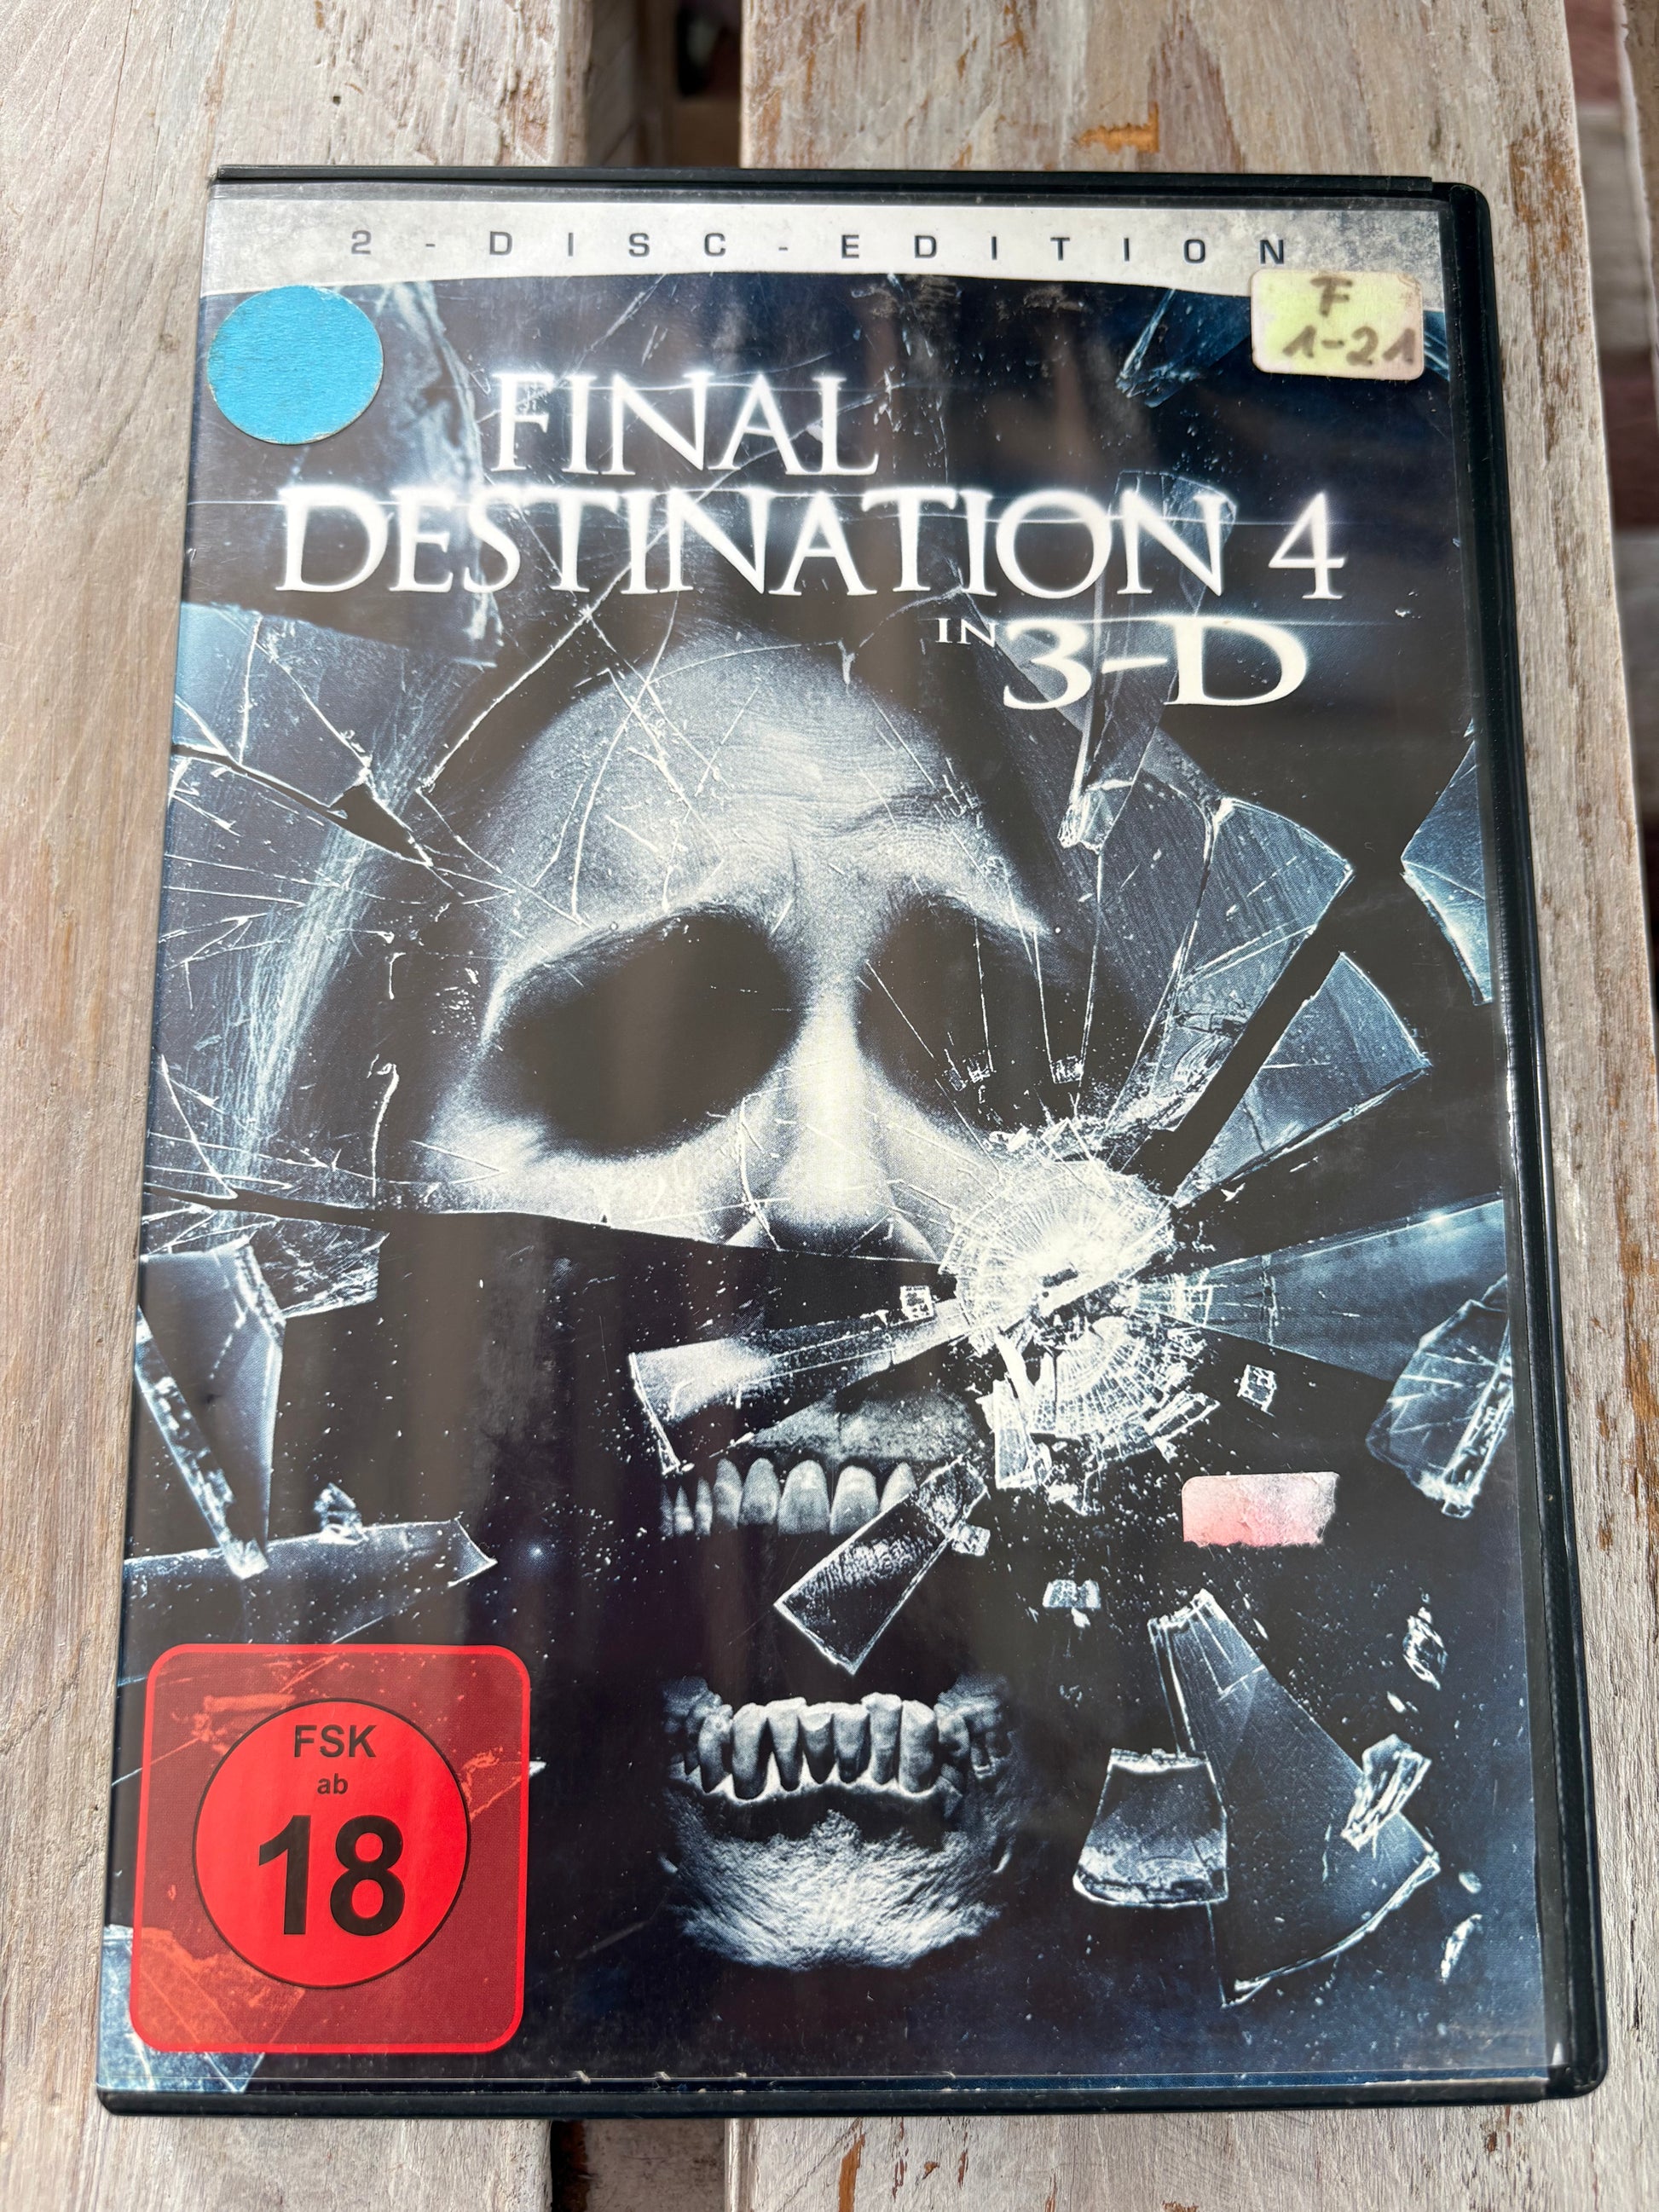 2-DISC-EDITION
F
1-21
FINAL
DESTINATION 4
IN 3-D
FSK
ab
18